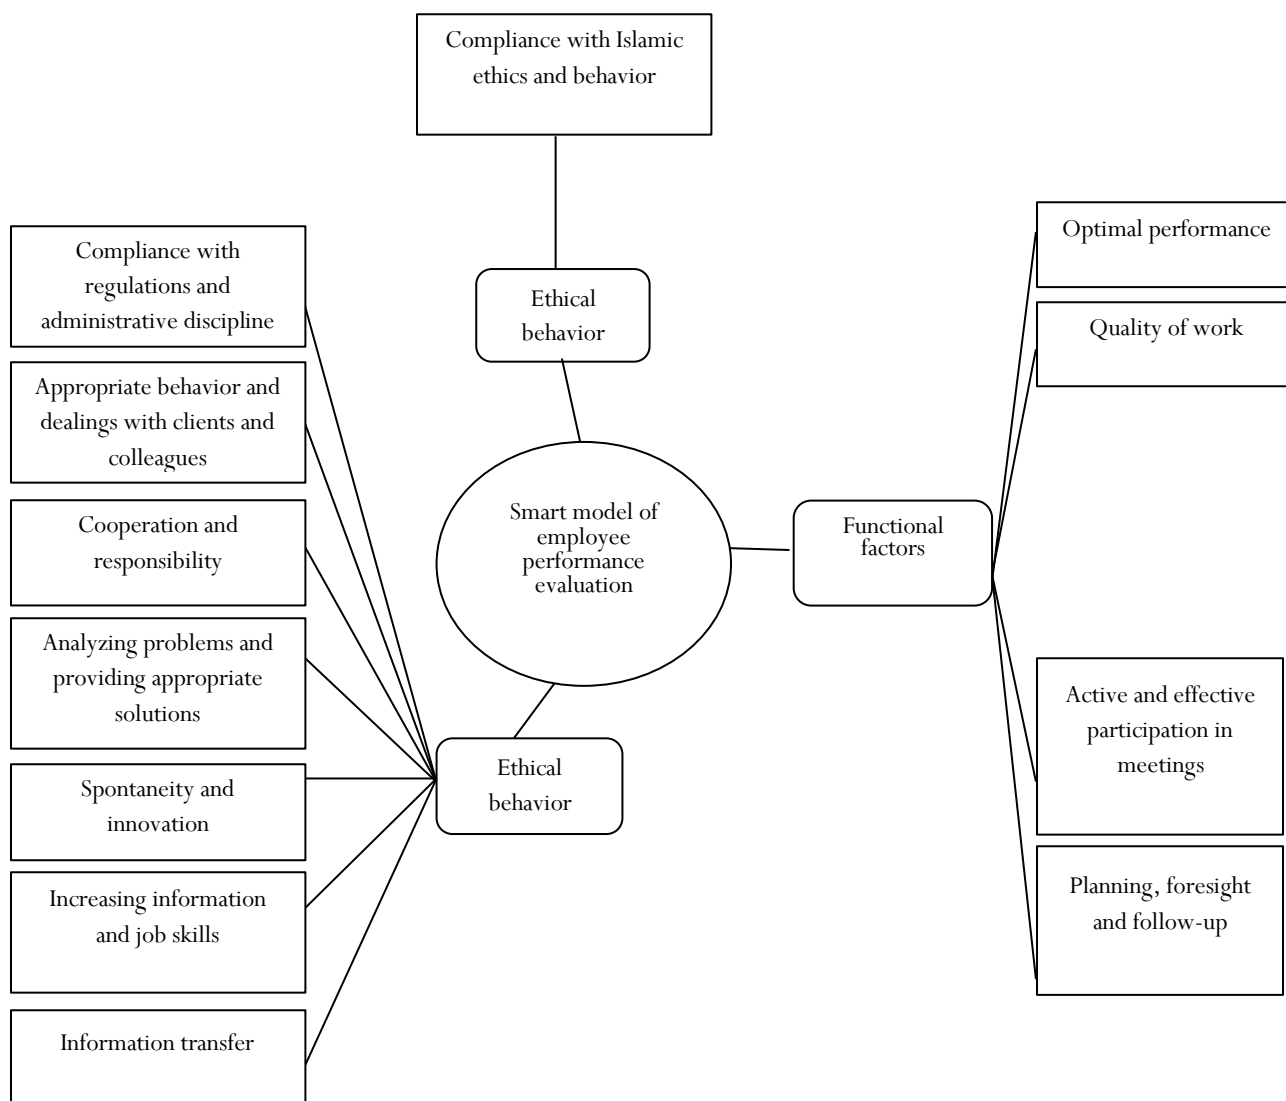 Compliance with Islamic
ethics and behavior
Ethical
behavior
Compliance with
regulations and
administrative discipline
Appropriate behavior and
dealings with clients and
colleagues
Cooperation and
responsibility
Analyzing problems and
providing appropriate
solutions
Spontaneity and
innovation
Increasing information
and job skills
Information transfer
Smart model of
employee
performance
evaluation
Ethical
behavior
Functional
factors
Optimal performance
Quality of work
Active and effective
participation in
meetings
Planning, foresight
and follow-up